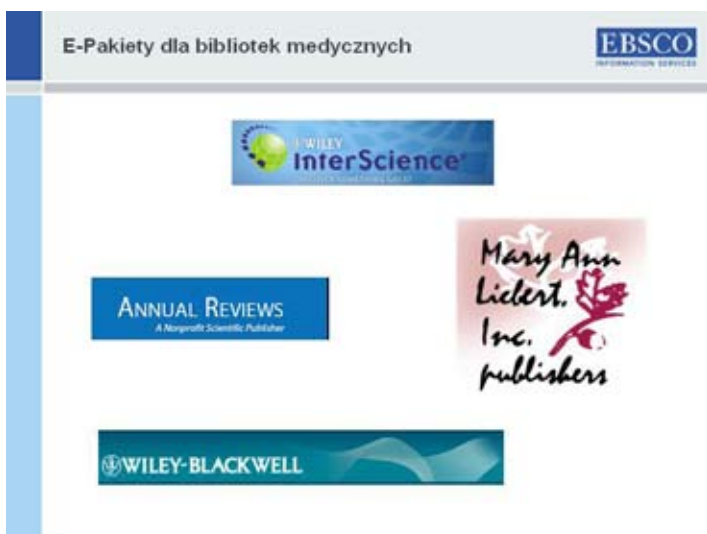 E-Pakiety dla bibliotek medycznych
EBSCO
INFORMATION SERVICES
WILEY
InterScience®
ANNUAL REVIEWS
A Nonprofit Scientific Publisher
Mary Ann
Liebert,
Inc.
publishers
WILEY-BLACKWELL